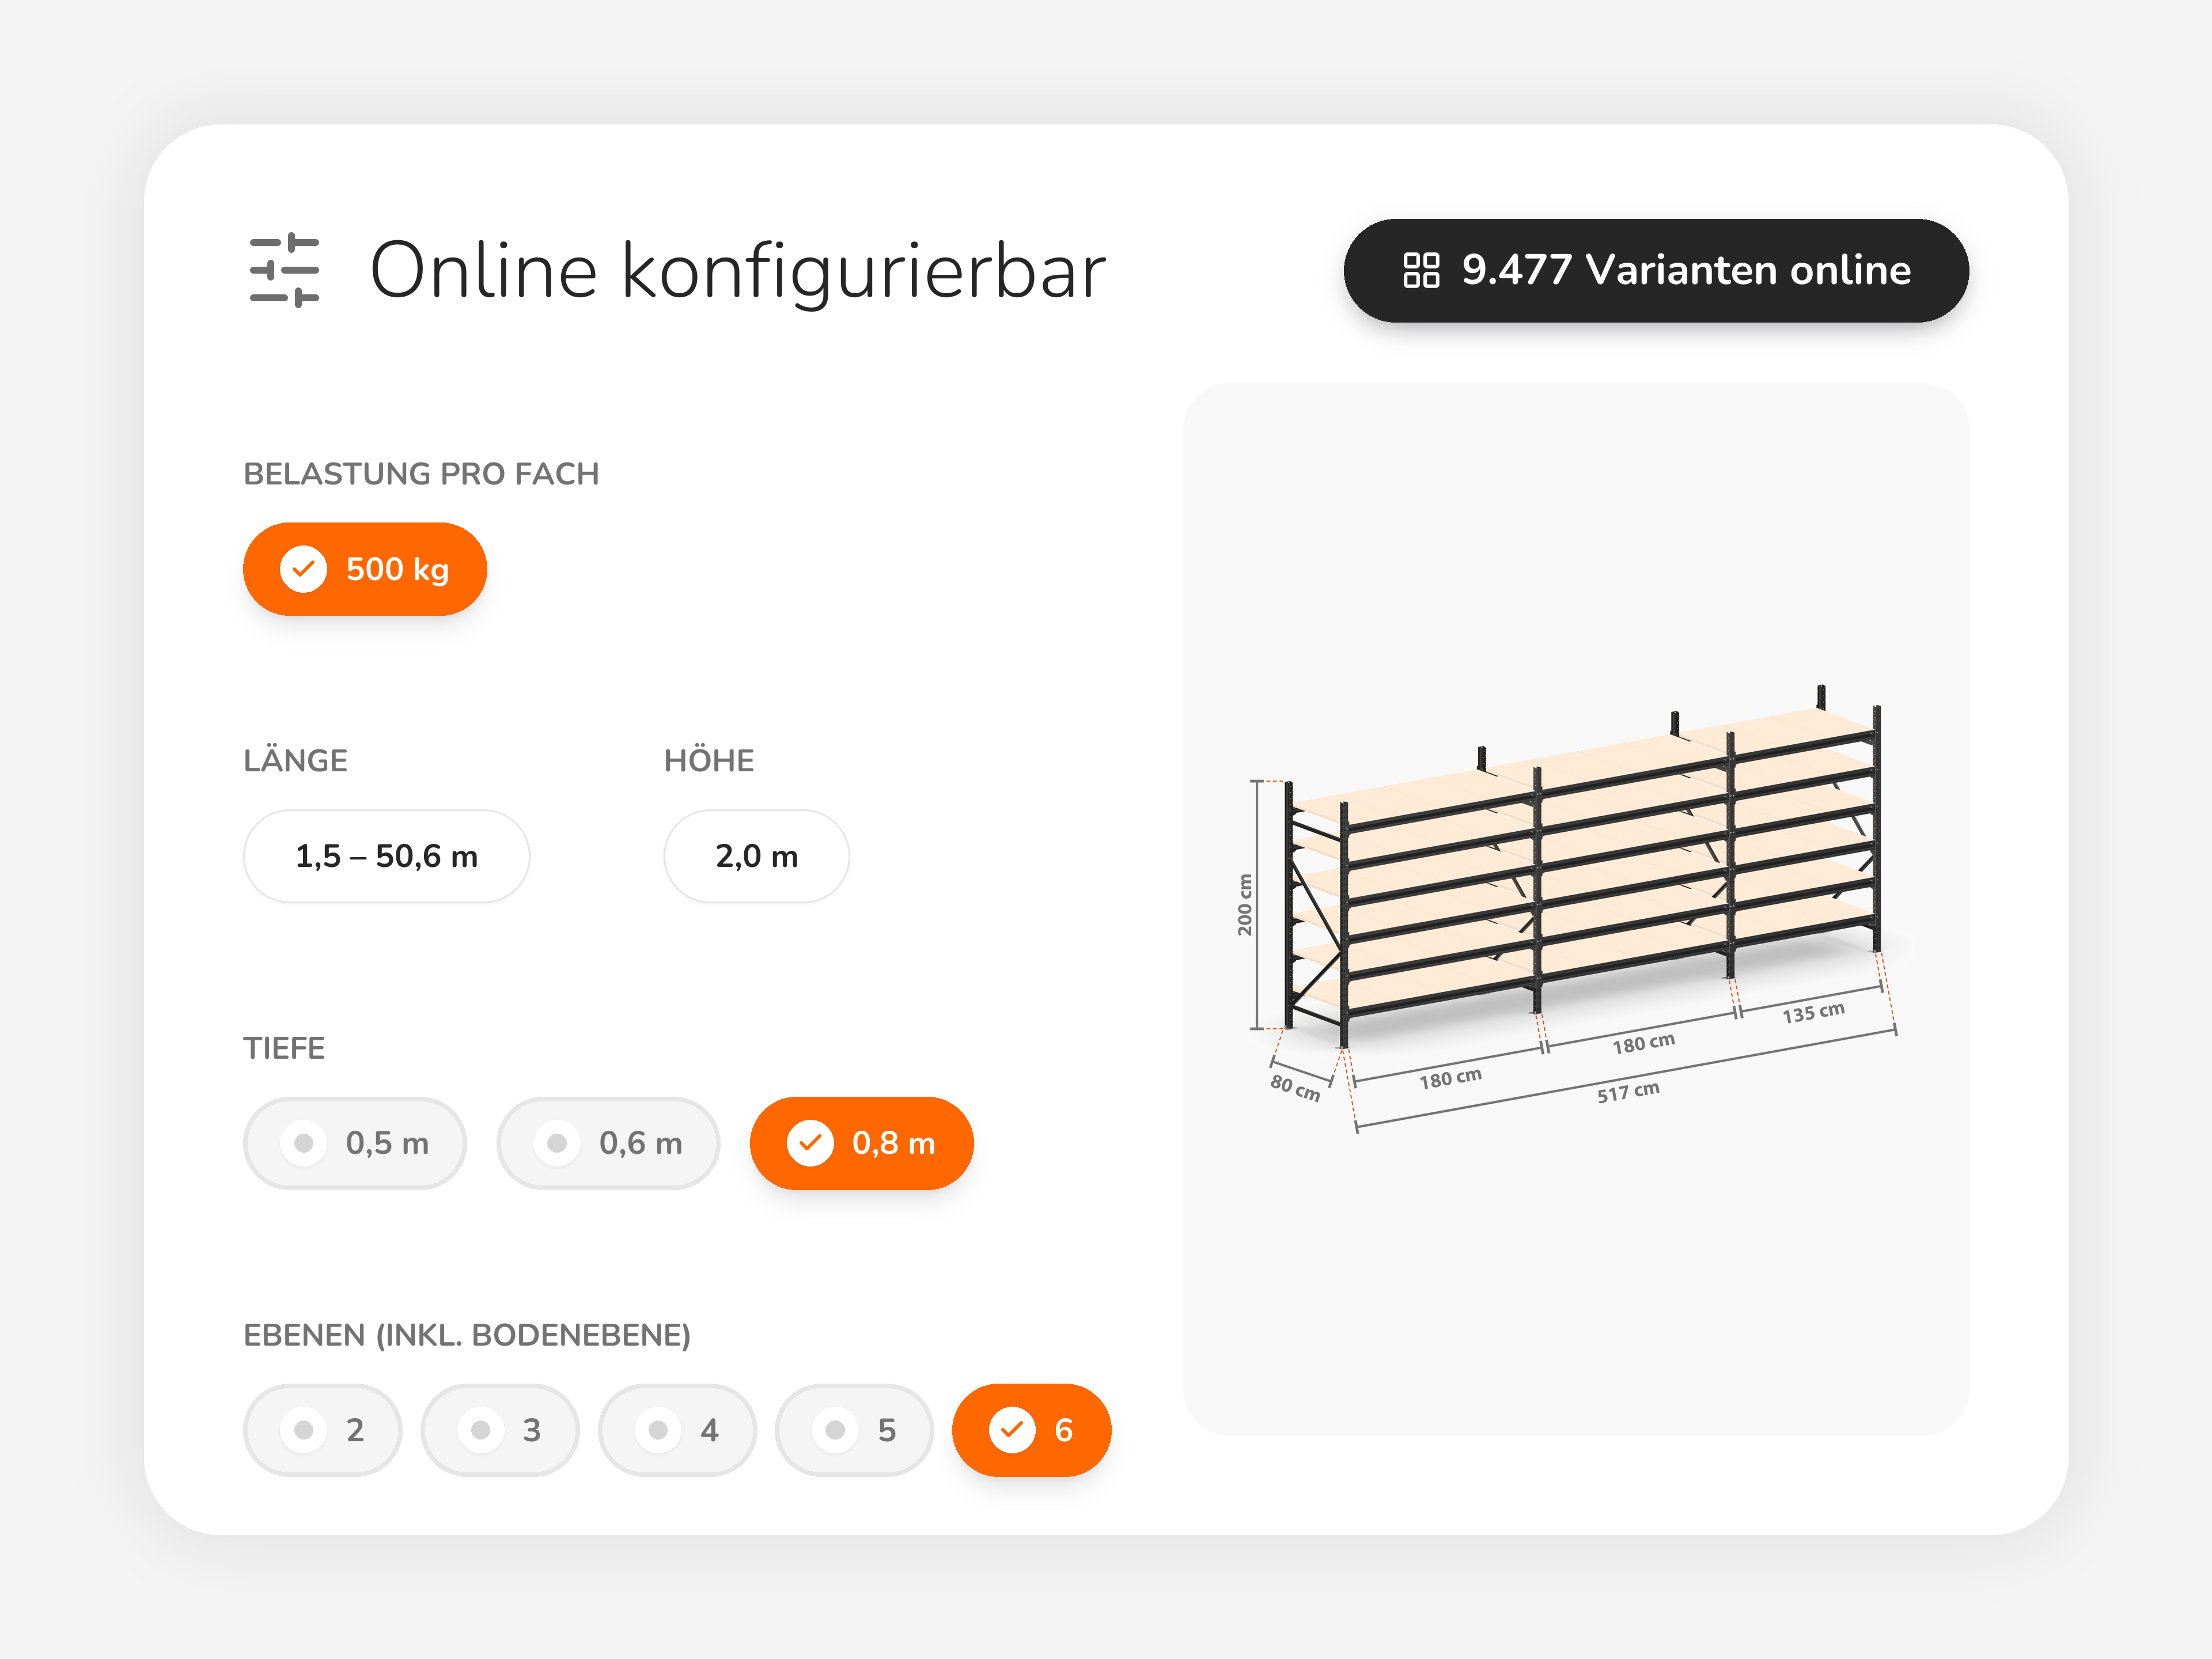 Online konfigurierbar
9.477 Varianten online
BELASTUNG PRO FACH
500 kg
LÄNGE
HÖHE
1,5 – 50,6 m
2,0 m
TIEFE
0,5 m
0,6 m
0,8 m
EBENEN (INKL. BODENEBENE)
2
3
4
5
6
200 cm
80 cm
180 cm
180 cm
135 cm
517 cm